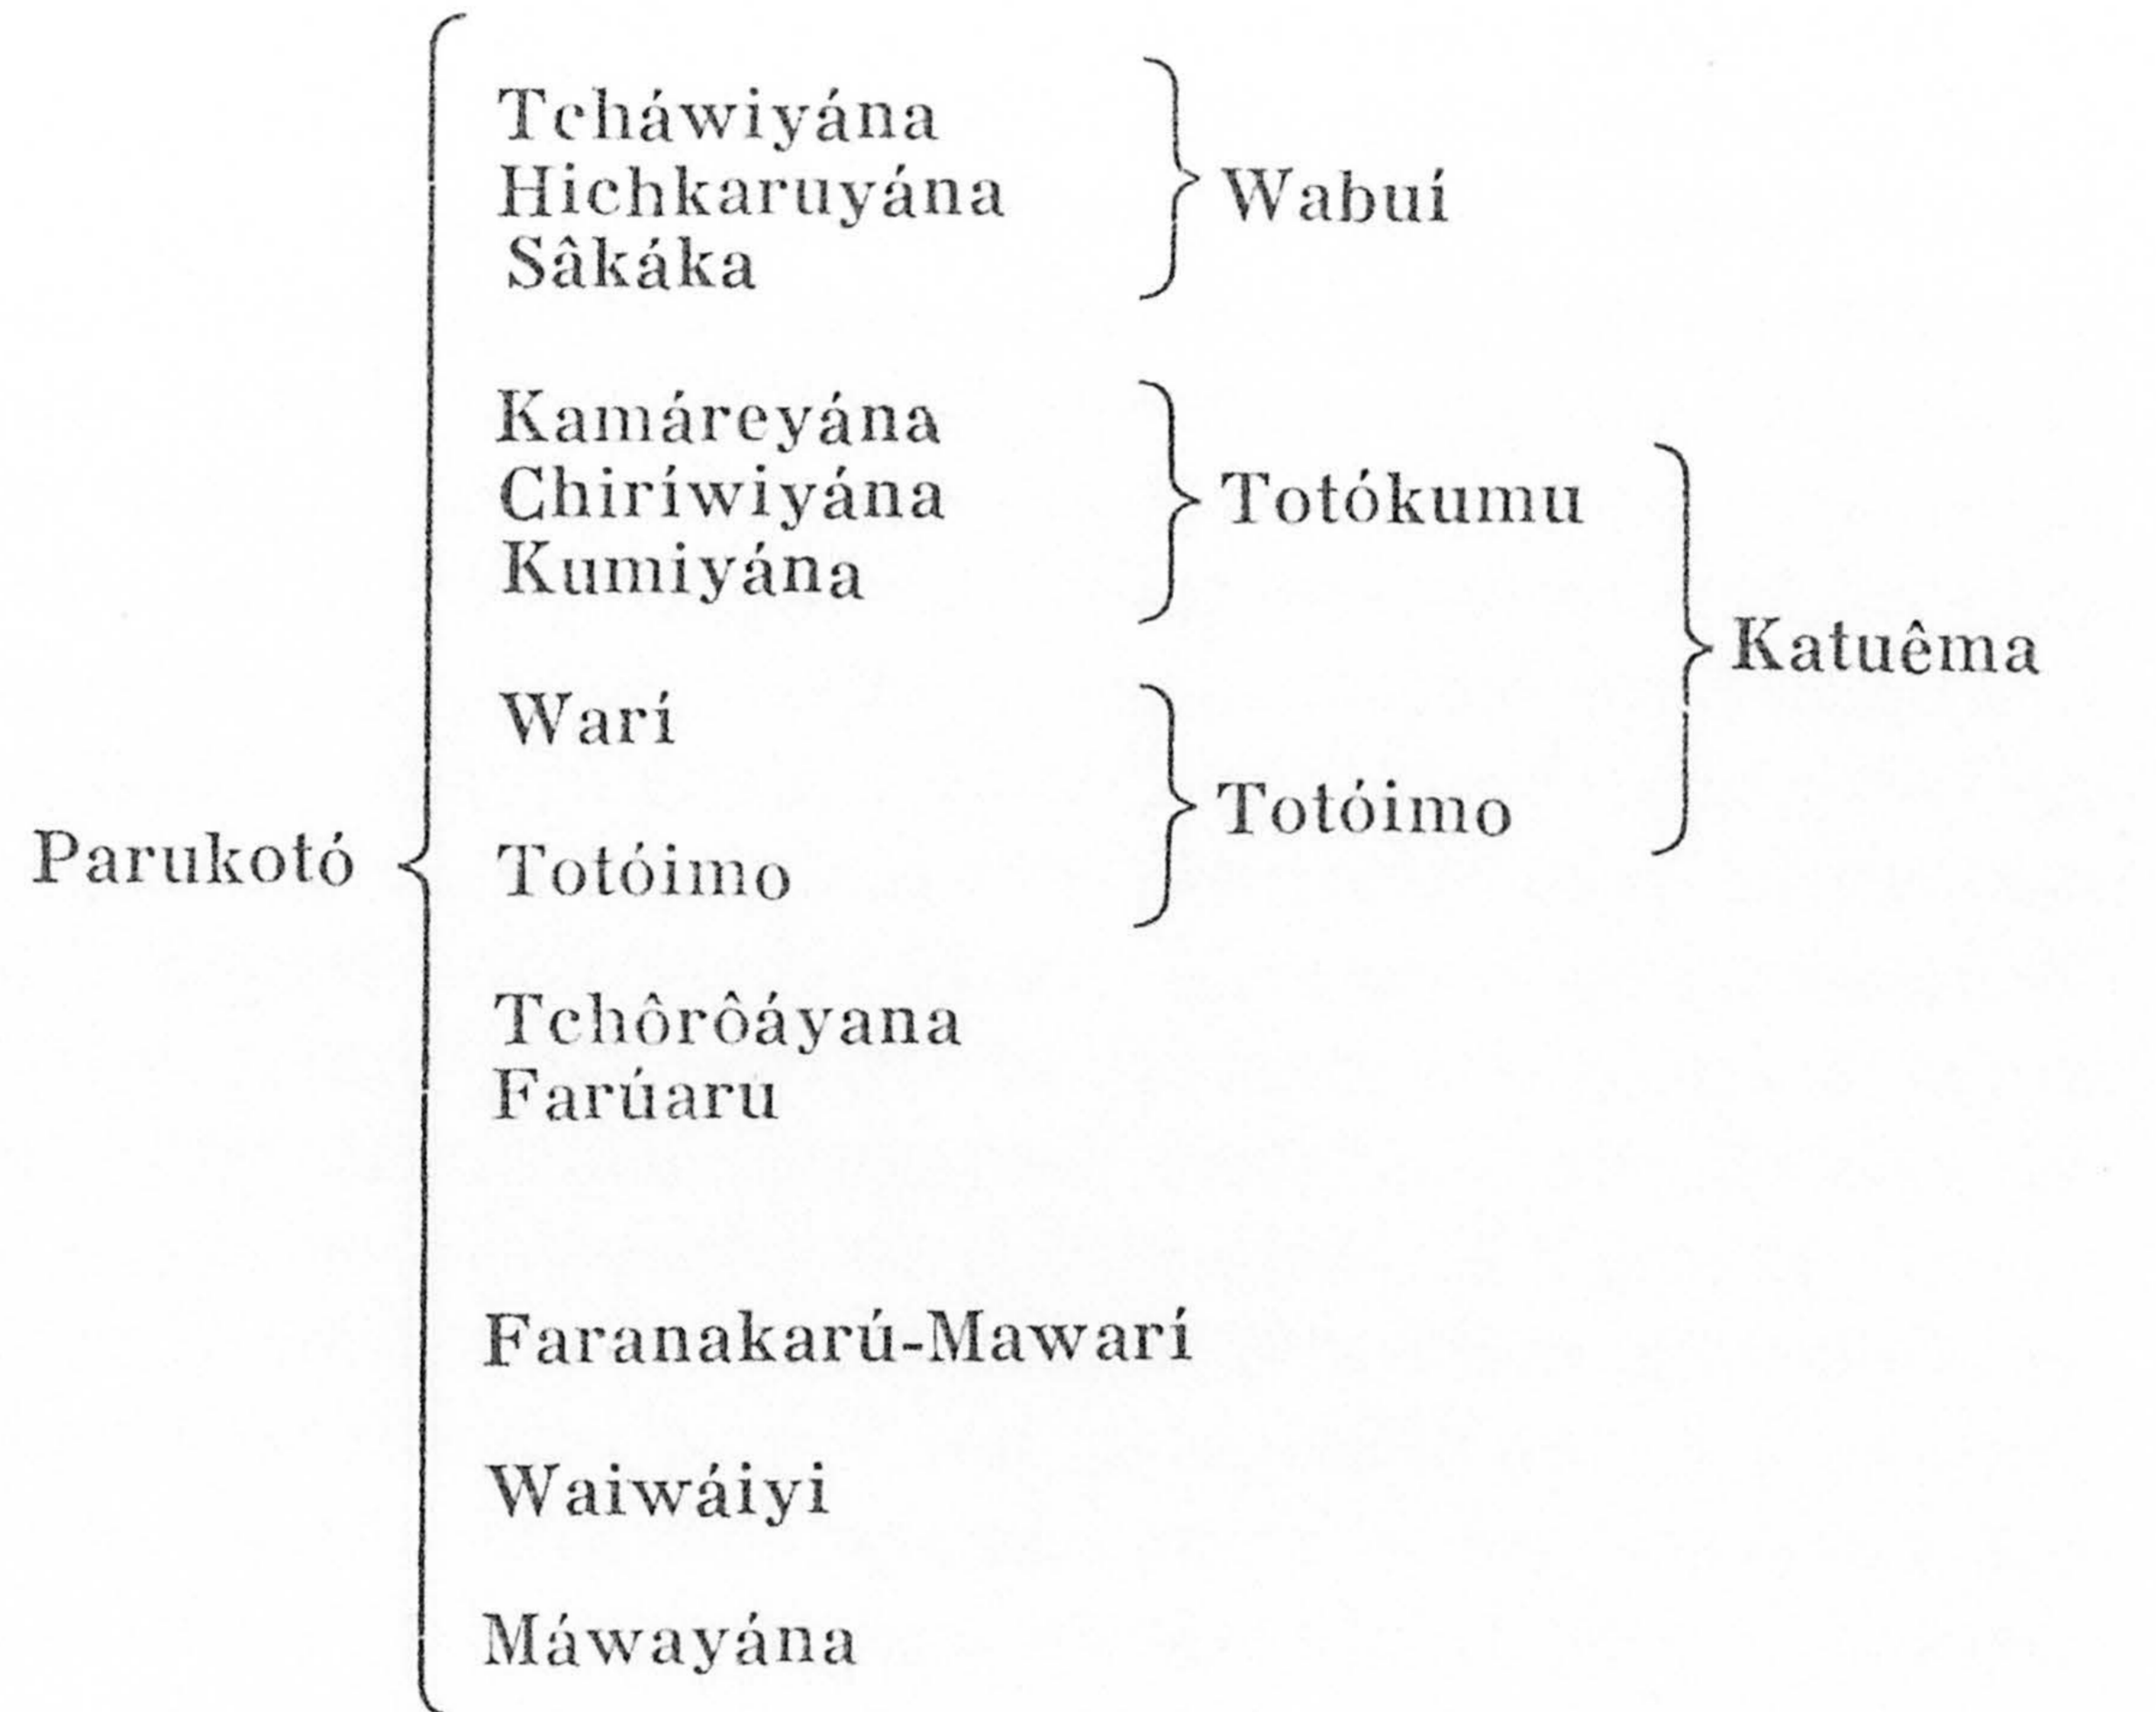 Tcháwiyána
Hichkaruyána
Sâkáka
Wabuí
Kamáreyána
Chiríwiyána
Kumiyána
Totókumu
Katuêma
Warí
Totóimo
Totóimo
Parukotó
Tchôrôáyana
Farúaru
Faranakarú-Mawarí
Waiwáiyi
Máwayána